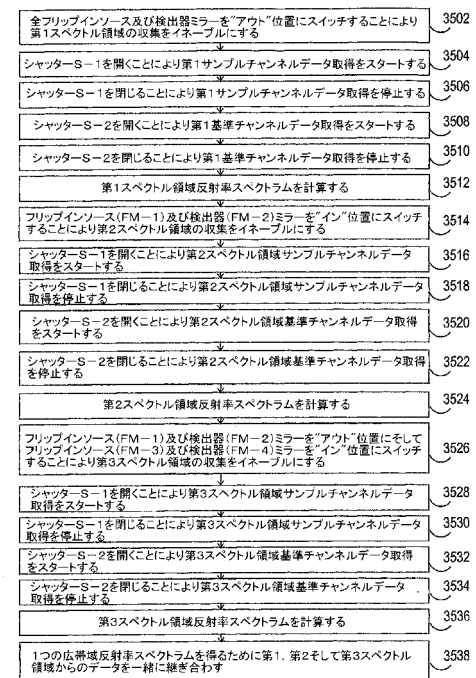 全フリップインソース及び検出器ミラーを"アウト"位置にスイッチすることにより
第1スペクトル領域の収集をイネーブルにする
3502
シャッターS-1を開くことにより第1サンプルチャンネルデータ取得をスタートする
3504
シャッターS-1を閉じることにより第1サンプルチャンネルデータ取得を停止する
3506
シャッターS-2を開くことにより第1基準チャンネルデータ取得をスタートする
3508
シャッターS-2を閉じることにより第1基準チャンネルデータ取得を停止する
3510
第1スペクトル領域反射率スペクトラムを計算する
3512
フリップインソース(FM-1)及び検出器(FM-2)ミラーを"イン"位置にスイッチ
することにより第2スペクトル領域の収集をイネーブルにする
3514
シャッターS-1を開くことにより第2スペクトル領域サンプルチャンネルデータ
取得をスタートする
3516
シャッターS-1を閉じることにより第2スペクトル領域サンプルチャンネルデータ
取得を停止する
3518
シャッターS-2を開くことにより第2スペクトル領域基準チャンネルデータ取得
をスタートする
3520
シャッターS-2を閉じることにより第2スペクトル領域基準チャンネルデータ取得
を停止する
3522
第2スペクトル領域反射率スペクトラムを計算する
3524
フリップインソース(FM-1)及び検出器(FM-2)ミラーを"アウト"位置にそして
フリップインソース(FM-3)及び検出器(FM-4)ミラーを"イン"位置にスイッチ
することにより第3スペクトル領域の収集をイネーブルにする
3526
シャッターS-1を開くことにより第3スペクトル領域サンプルチャンネルデータ
取得をスタートする
3528
シャッターS-1を閉じることにより第3スペクトル領域サンプルチャンネルデータ
取得を停止する
3530
シャッターS-2を開くことにより第3スペクトル領域基準チャンネルデータ取得
をスタートする
3532
シャッターS-2を閉じることにより第3スペクトル領域基準チャンネルデータ
取得を停止する
3534
第3スペクトル領域反射率スペクトラムを計算する
3536
1つの広帯域反射率スペクトラムを得るために第1、第2そして第3スペクトル
領域からのデータを一緒に継ぎ合わす
3538